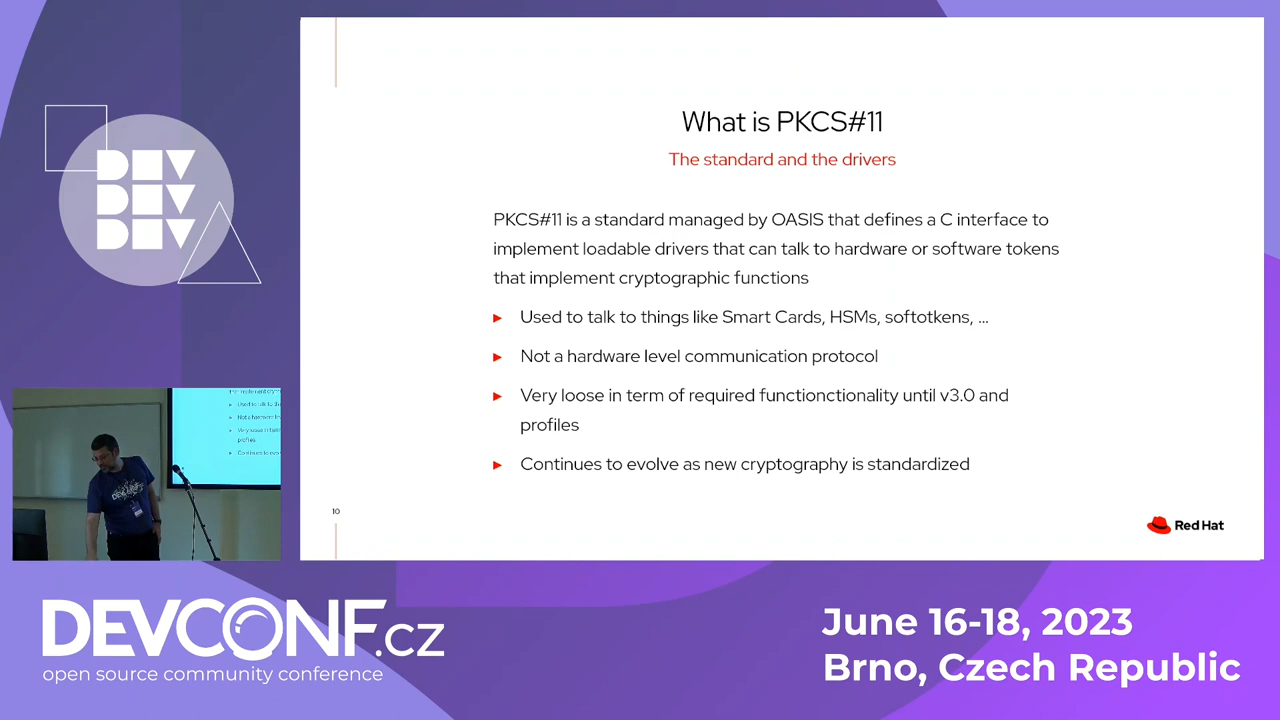 DEV
DEV
DEV
What is PKCS#11
The standard and the drivers
PKCS#11 is a standard managed by OASIS that defines a C interface to
implement loadable drivers that can talk to hardware or software tokens
that implement cryptographic functions
▶ Used to talk to things like Smart Cards, HSMs, softotkens, ...
▶ Not a hardware level communication protocol
▶ Very loose in term of required functionctionality until v3.0 and
profiles
▶ Continues to evolve as new cryptography is standardized
10
Red Hat
DEVCONF.cz
open source community conference
June 16-18, 2023
Brno, Czech Republic